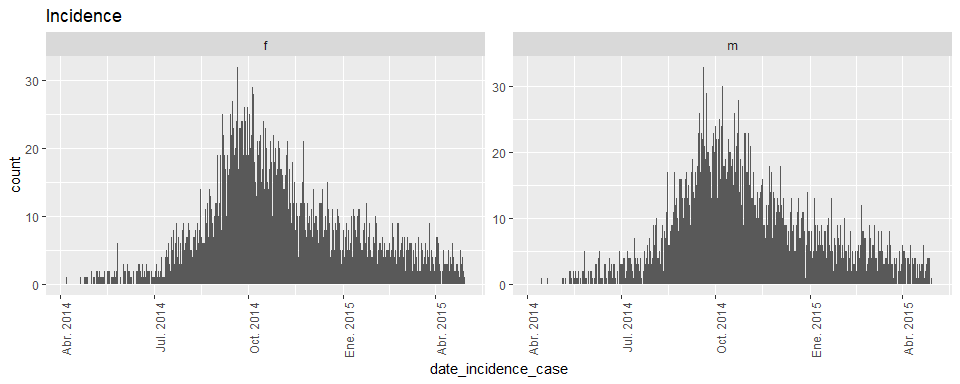 Incidence
f
m
count
30
20
10
0
30
20
10
0
Abr. 2014
Jul. 2014
Oct. 2014
Ene. 2015
Abr. 2015
Abr. 2014
Jul. 2014
Oct. 2014
Ene. 2015
Abr. 2015
date_incidence_case